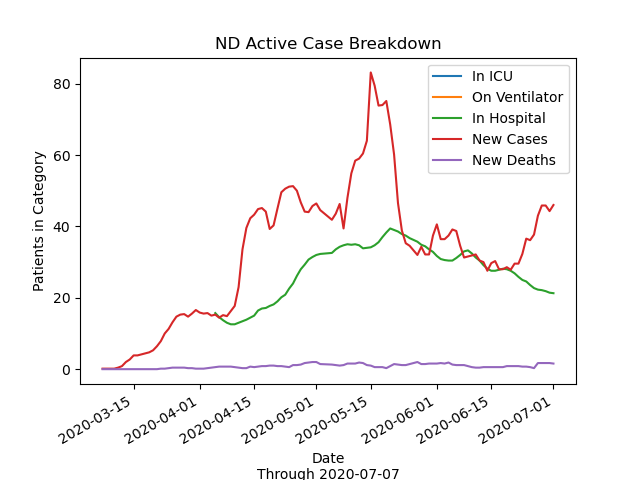 ND Active Case Breakdown
In ICU
On Ventilator
In Hospital
New Cases
New Deaths
Patients in Category
80
60
40
20
0
2020-03-15
2020-04-01
2020-04-15
2020-05-01
2020-05-15
2020-06-01
2020-06-15
2020-07-01
Date
Through 2020-07-07